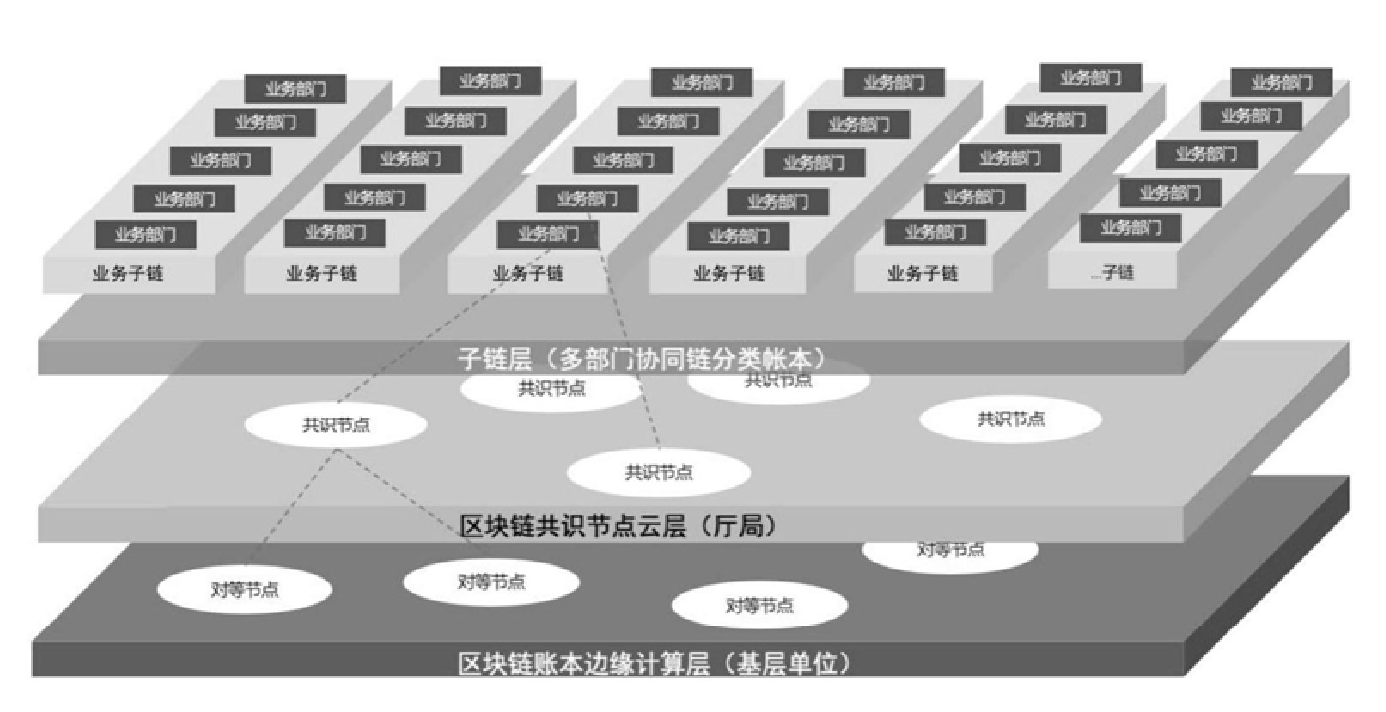 业务部门 业务部门 业务部门 业务部门 业务部门 业务部门
业务部门 业务部门 业务部门 业务部门 业务部门 业务部门
业务部门 业务部门 业务部门 业务部门 业务部门 业务部门
业务部门 业务部门 业务部门 业务部门 业务部门 业务部门
业务部门 业务部门 业务部门 业务部门 业务部门 业务部门
业务子链 业务子链 业务子链 业务子链 业务子链 ...子链
子链层（多部门协同链分类帐本）
共识节点 共识节点
共识节点 共识节点
共识节点
区块链共识节点云层（厅局）
对等节点
对等节点 对等节点
对等节点
区块链账本边缘计算层（基层单位）